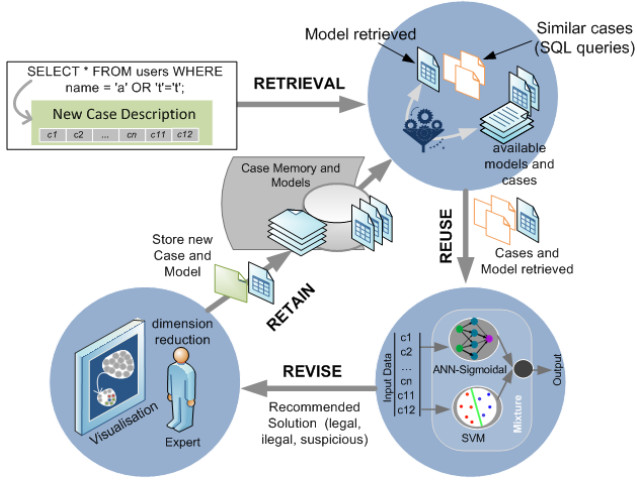 Model retrieved
Similar cases
(SQL queries)
SELECT * FROM users WHERE
name = 'a' OR 't'='t';
New Case Description
c1 c2 ... cn c11 c12
RETRIEVAL
available
models and
cases
Case Memory and
Models
REUSE
Cases and
Model retrieved
Store new
Case and
Model
RETAIN
dimension
reduction
Visualisation
Expert
REVISE
Recommended
Solution (legal,
ilegal, suspicious)
Input Data
c1
c2
...
cn
c11
c12
ANN-Sigmoidal
SVM
Mixture
Output